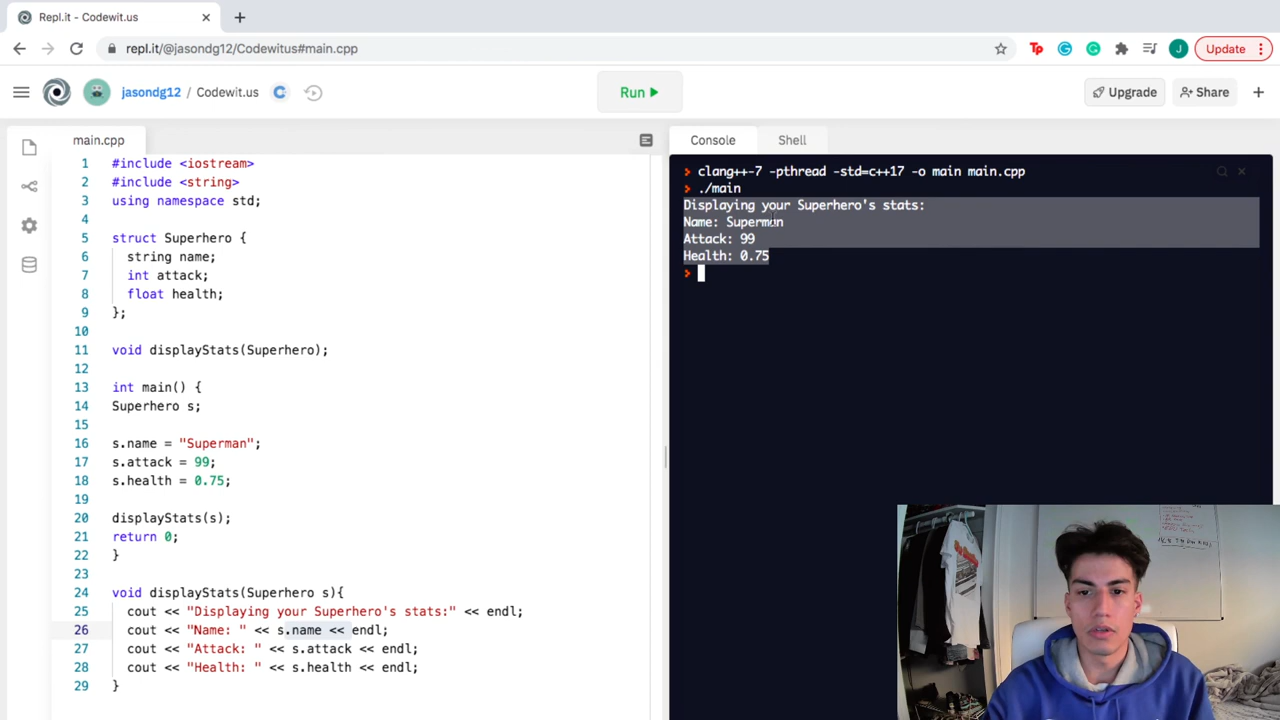 Repl.it - Codewit.us
repl.it/@jasondg12/Codewitus#main.cpp
Tp
J
Update
jasondg12 / Codewit.us
Run
Upgrade
Share
main.cpp
1 #include <iostream>
2 #include <string>
3 using namespace std;
4
5 struct Superhero {
6 string name;
7 int attack;
8 float health;
9 };
10
11 void displayStats(Superhero);
12
13 int main() {
14 Superhero s;
15
16 s.name = "Superman";
17 s.attack = 99;
18 s.health = 0.75;
19
20 displayStats(s);
21 return 0;
22 }
23
24 void displayStats(Superhero s){
25 cout << "Displaying your Superhero's stats:" << endl;
26 cout << "Name: " << s.name << endl;
27 cout << "Attack: " << s.attack << endl;
28 cout << "Health: " << s.health << endl;
29 }
Console
Shell
> clang++-7 -pthread -std=c++17 -o main main.cpp
> ./main
Displaying your Superhero's stats:
Name: Superman
Attack: 99
Health: 0.75
>